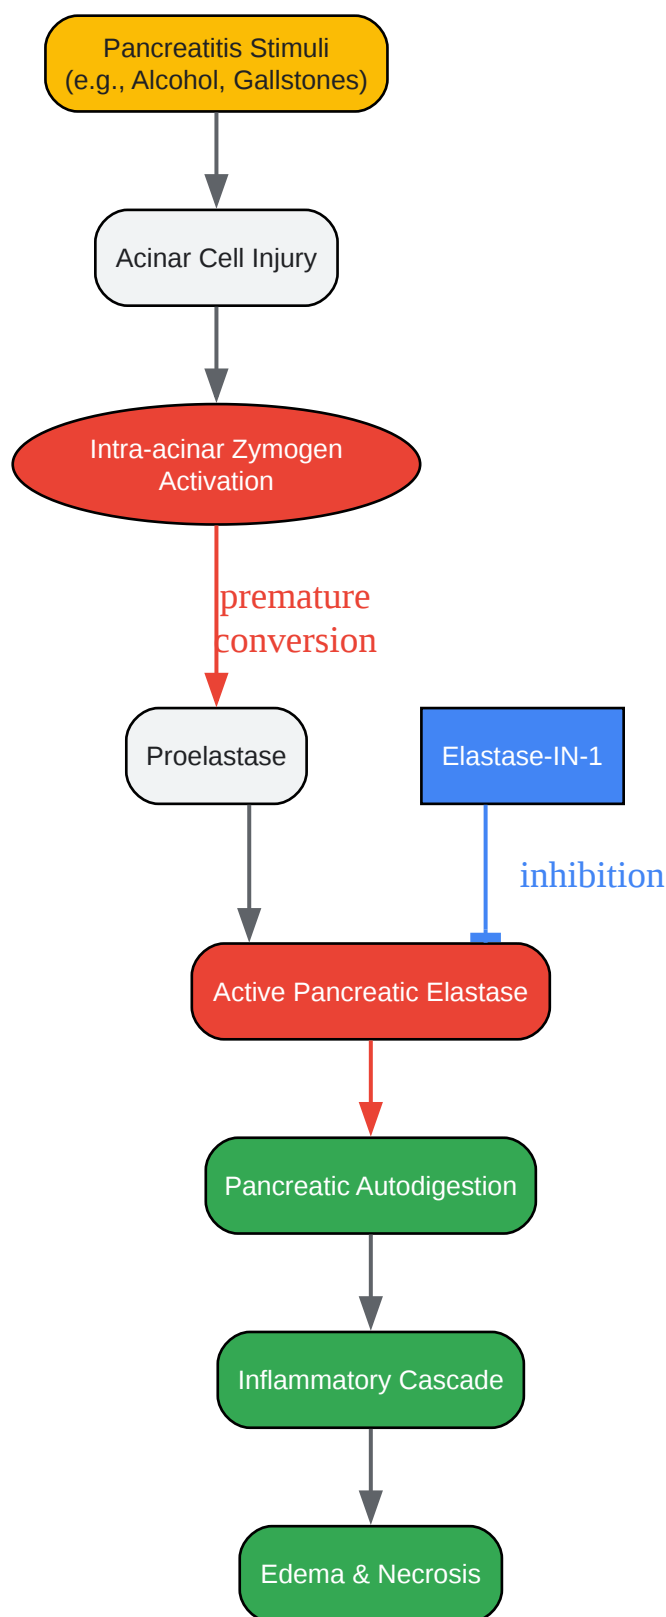 Pancreatitis Stimuli
(e.g., Alcohol, Gallstones)
Acinar Cell Injury
Intra-acinar Zymogen
Activation
premature
conversion
Proelastase
Elastase-IN-1
inhibition
Active Pancreatic Elastase
Pancreatic Autodigestion
Inflammatory Cascade
Edema & Necrosis